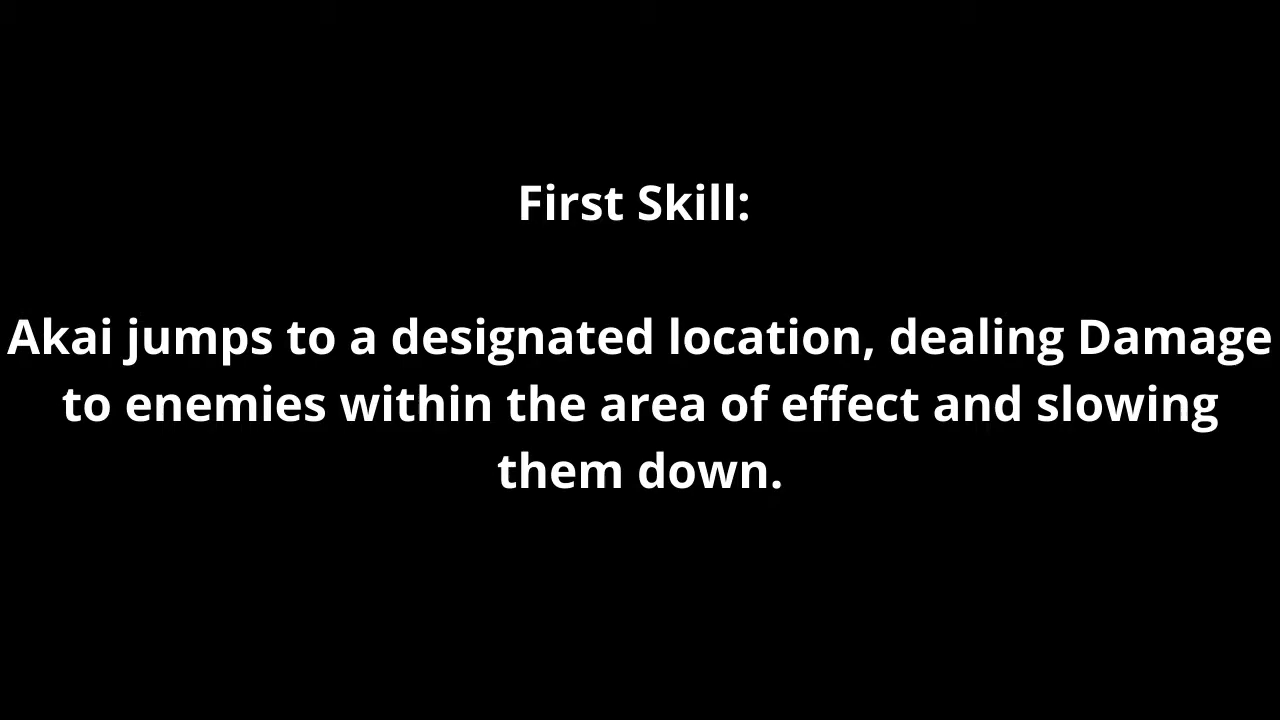 First Skill:
Akai jumps to a designated location, dealing Damage
to enemies within the area of effect and slowing
them down.